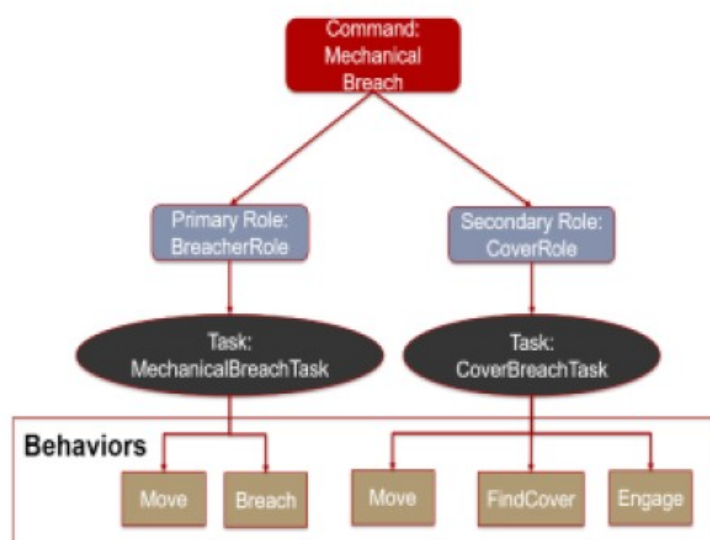 Command:
Mechanical
Breach
Primary Role:
BreacherRole
Secondary Role:
CoverRole
Task:
MechanicalBreachTask
Task:
CoverBreachTask
Behaviors
Move
Breach
Move
FindCover
Engage